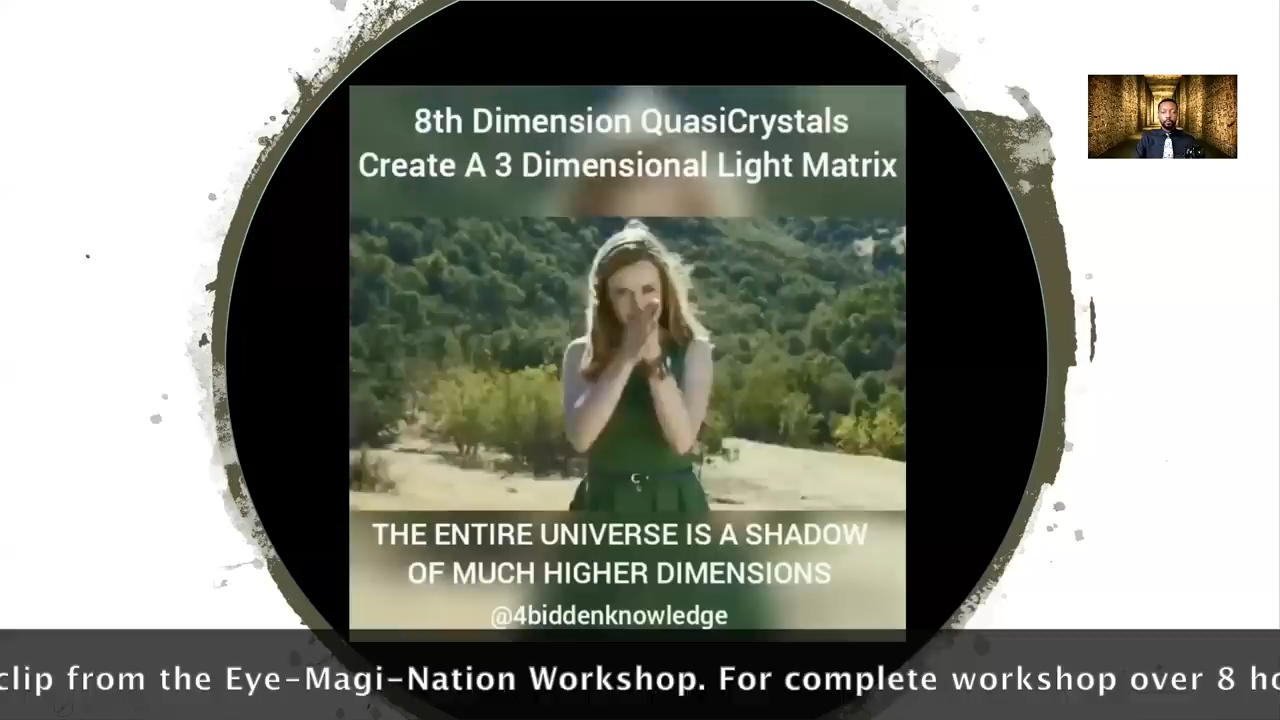 8th Dimension QuasiCrystals
Create A 3 Dimensional Light Matrix
THE ENTIRE UNIVERSE IS A SHADOW
OF MUCH HIGHER DIMENSIONS
@4biddenknowledge
clip from the Eye-Magi-Nation Workshop. For complete workshop over 8 ho